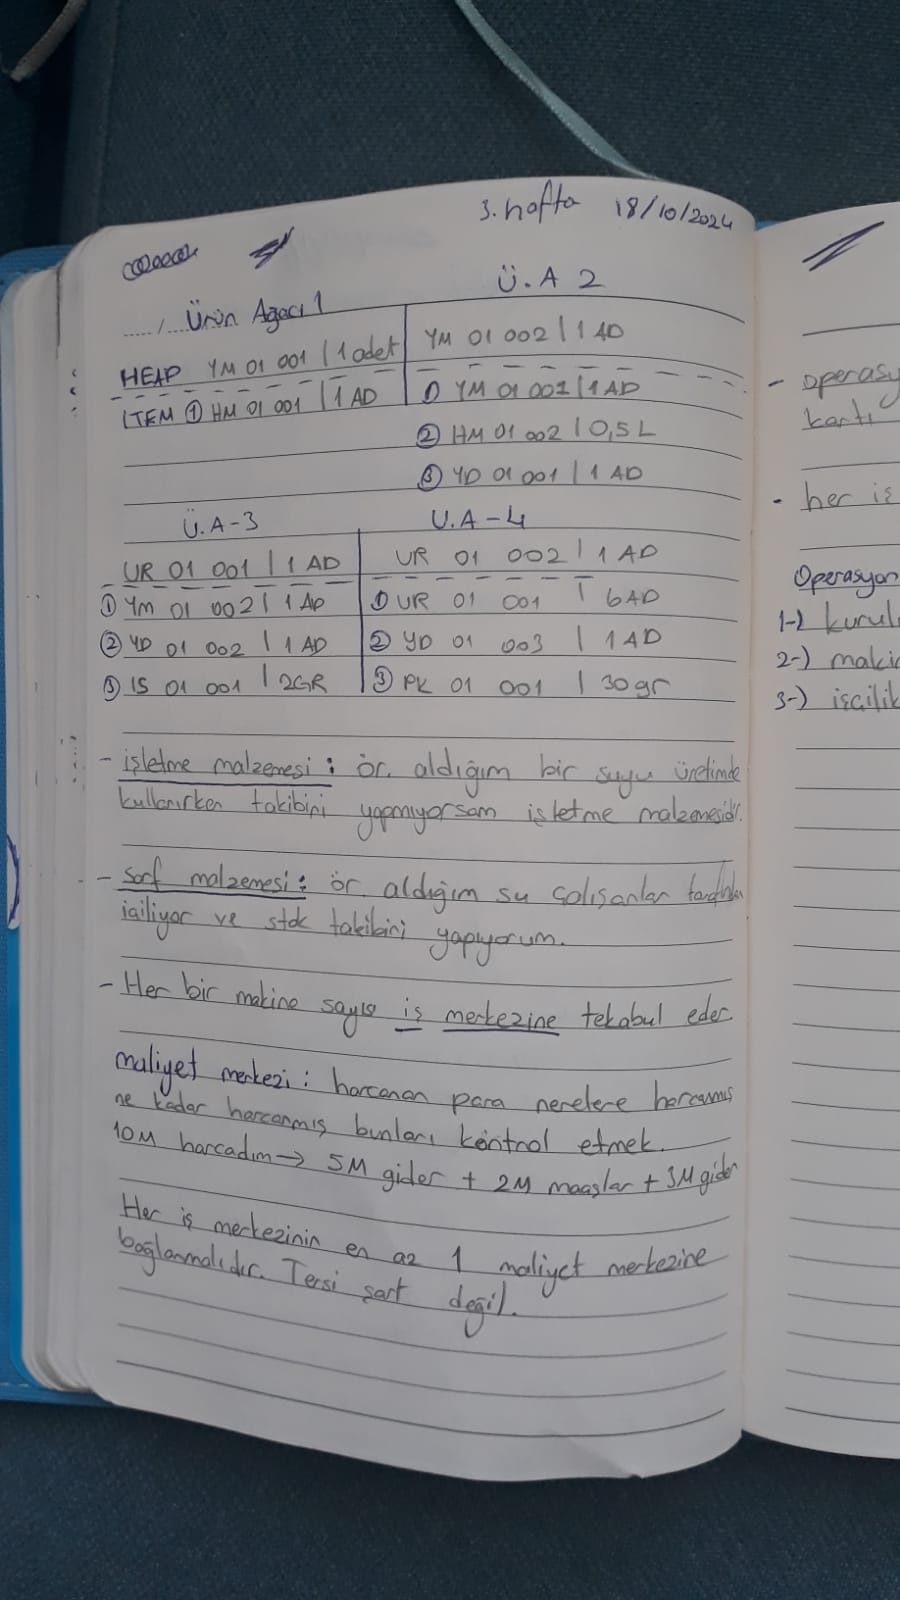 3. hafta 18/10/2024
Ürün Ağacı 1
HEAP YM 01 001 | 1 adet
ITEM ① HM 01 001 | 1 AD
Ü.A 2
YM 01 002 | 1 AD
① YM 01 001 | 1 AD
② HM 01 002 | 0,5 L
③ YD 01 001 | 1 AD
Ü.A-3
UR 01 001 | 1 AD
① YM 01 002 | 1 AD
② YD 01 002 | 1 AD
③ IS 01 001 | 2GR
U.A-4
UR 01 002 | 1 AD
① UR 01 001 | 6AD
② YD 01 003 | 1AD
③ PK 01 001 | 30gr
- işletme malzemesi : ör. aldığım bir suyu üretimde
kullanırken takibini yapmıyorsam işletme malzemesidir.
- Sarf malzemesi : ör. aldığım su çalışanlar tarafından
içiliyor ve stok takibini yapıyorum.
- Her bir makine sayısı iş merkezine tekabul eder.
maliyet merkezi : harcanan para nerelere harcanmış
ne kadar harcanmış bunları kontrol etmek.
10M harcadım → 5M gider + 2M maaşlar + 3M gider
Her iş merkezinin en az 1 maliyet merkezine
bağlanmalıdır. Tersi şart değil.
- operasy
kartı
- her iş
Operasyon
1-) kurul
2-) maki
3-) işçilik